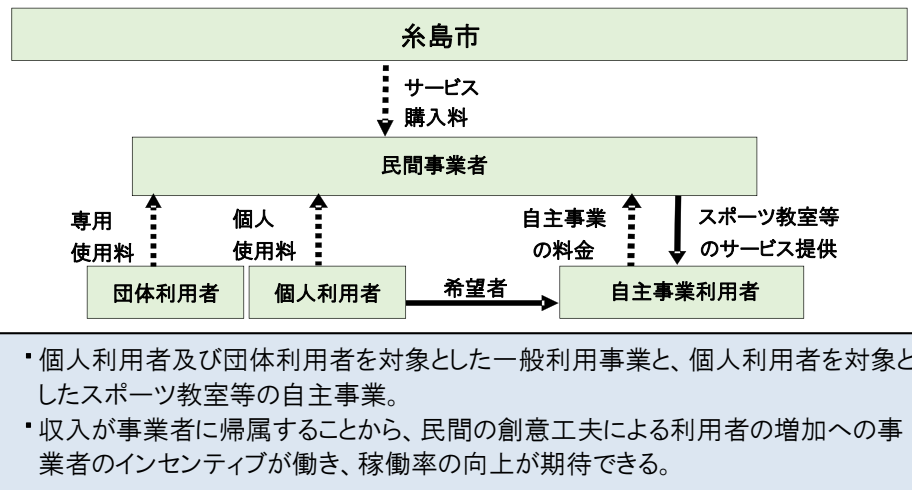 糸島市
サービス
購入料
民間事業者
専用
使用料
個人
使用料
自主事業
の料金
スポーツ教室等
のサービス提供
団体利用者
個人利用者
希望者
自主事業利用者
▪個人利用者及び団体利用者を対象とした一般利用事業と、個人利用者を対象と
したスポーツ教室等の自主事業。
▪収入が事業者に帰属することから、民間の創意工夫による利用者の増加への事
業者のインセンティブが働き、稼働率の向上が期待できる。